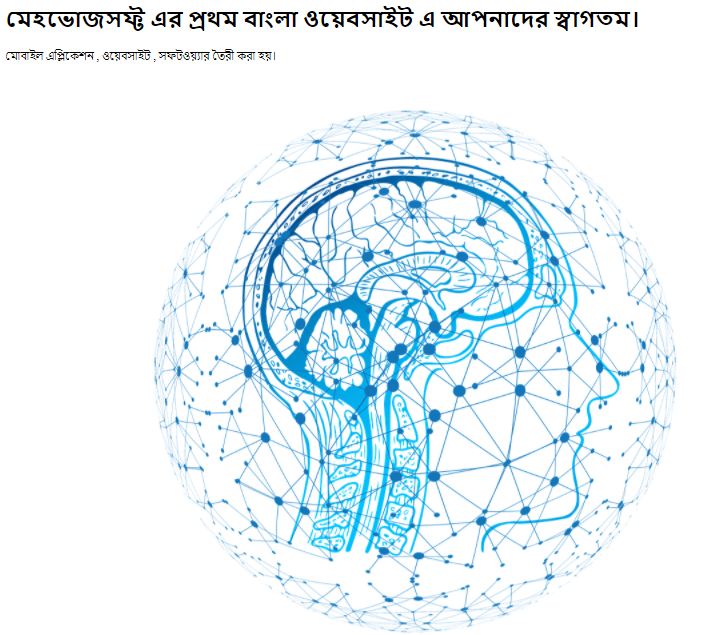 মেহভোজসফ্ট এর প্রথম বাংলা ওয়েবসাইট এ আপনাদের স্বাগতম।
মোবাইল এপ্লিকেশন , ওয়েবসাইট , সফটওয়্যার তৈরী করা হয়।